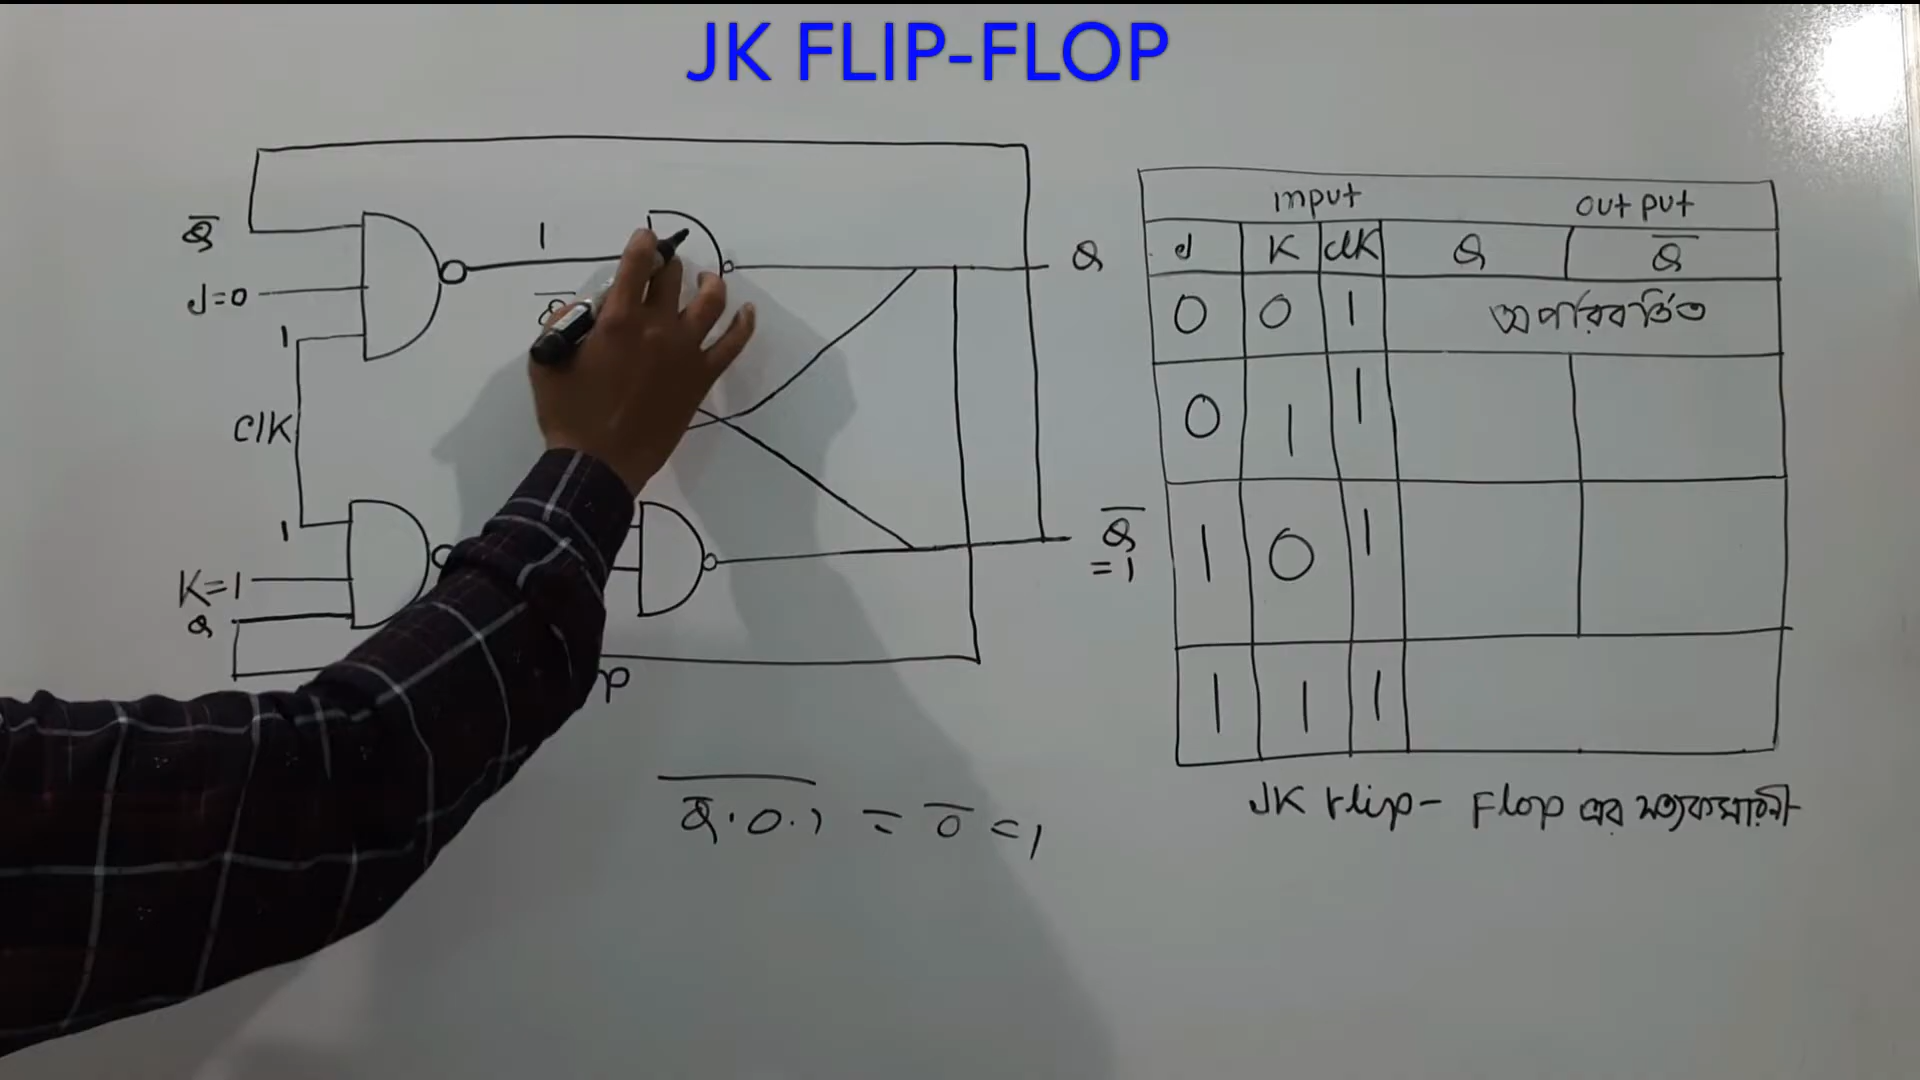 JK FLIP-FLOP
Q̅
J=0
1
1
Clk
1
K=1
Q
p
Q
Q̅
=1
input output
J K clk Q Q̅
0 0 1 অপরিবর্তিত
0 1 1
1 0 1
1 1 1
JK Flip- Flop এর সত্যকসারনী
Q̅.0.1 = 0̅ = 1